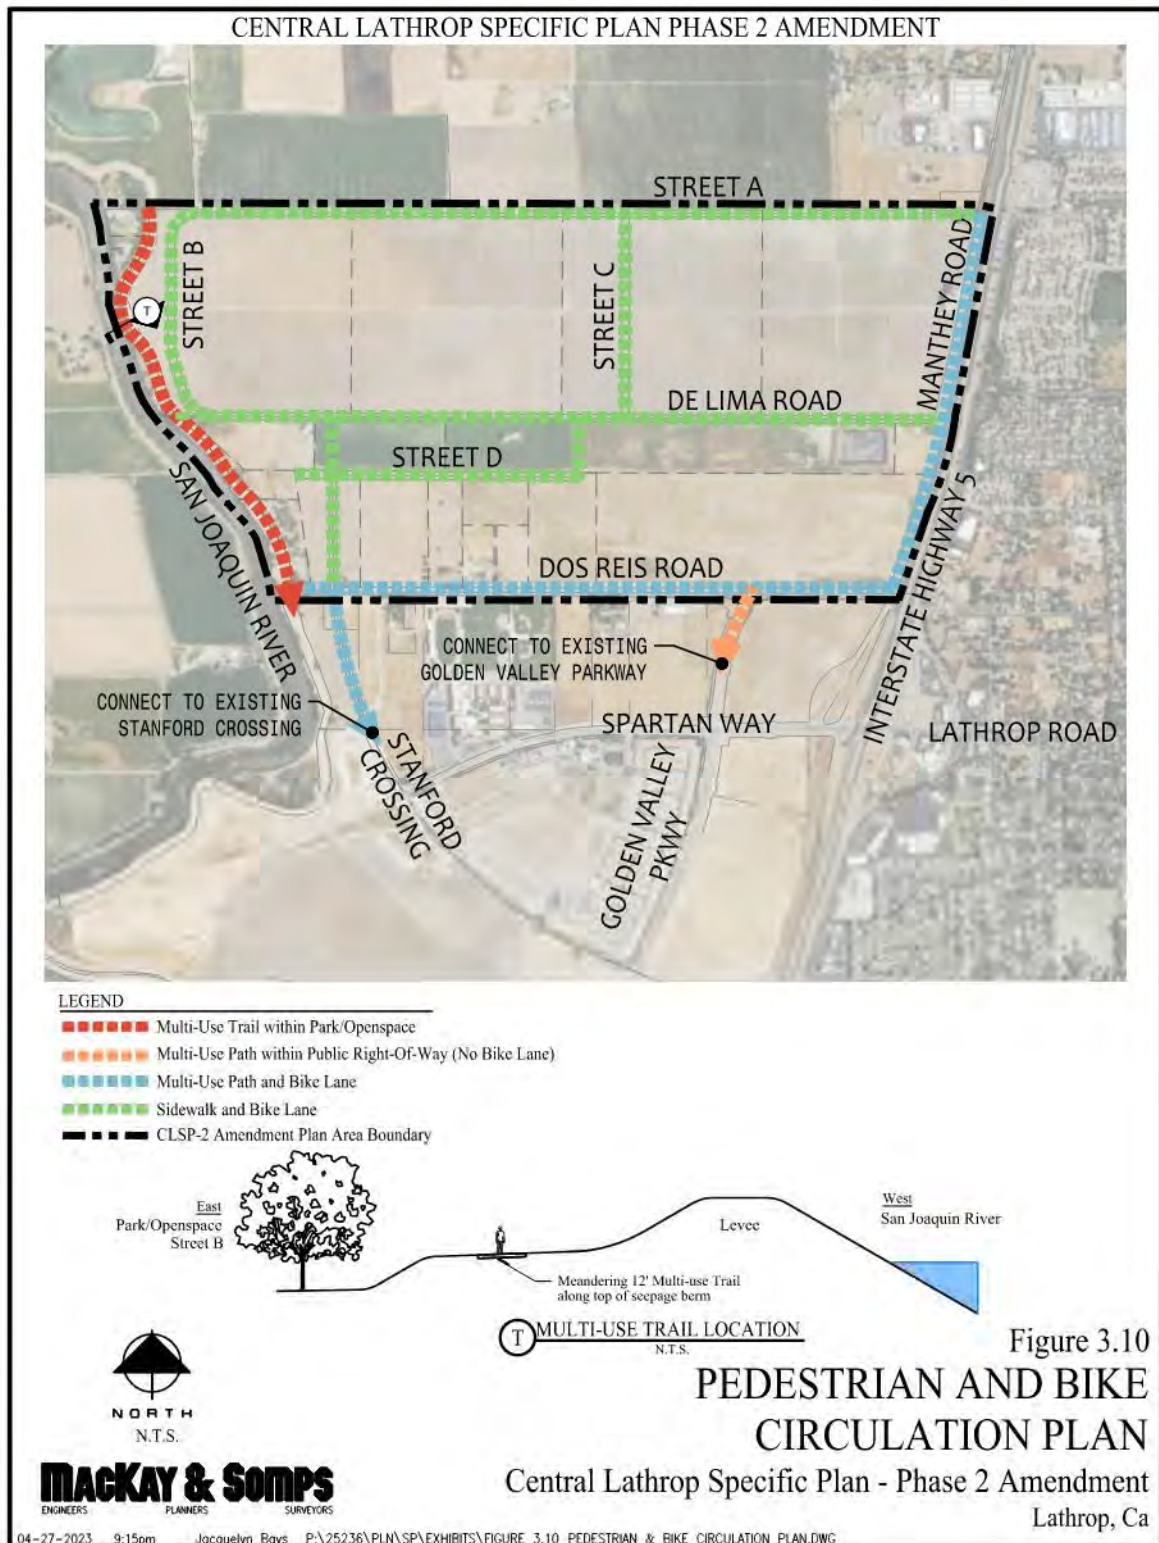 CENTRAL LATHROP SPECIFIC PLAN PHASE 2 AMENDMENT
STREET A
STREET B
STREET C
MANTHEY ROAD
T
DE LIMA ROAD
STREET D
SAN JOAQUIN RIVER
DOS REIS ROAD
INTERSTATE HIGHWAY 5
CONNECT TO EXISTING
GOLDEN VALLEY PARKWAY
CONNECT TO EXISTING
STANFORD CROSSING
SPARTAN WAY
LATHROP ROAD
STANFORD
CROSSING
GOLDEN VALLEY
PKWY
LEGEND
Multi-Use Trail within Park/Openspace
Multi-Use Path within Public Right-Of-Way (No Bike Lane)
Multi-Use Path and Bike Lane
Sidewalk and Bike Lane
CLSP-2 Amendment Plan Area Boundary
East
Park/Openspace
Street B
Levee
West
San Joaquin River
Meandering 12' Multi-use Trail
along top of seepage berm
T MULTI-USE TRAIL LOCATION
N.T.S.
NORTH
N.T.S.
Figure 3.10
PEDESTRIAN AND BIKE
CIRCULATION PLAN
Central Lathrop Specific Plan - Phase 2 Amendment
Lathrop, Ca
MACKAY & SOMPS
ENGINEERS PLANNERS SURVEYORS
04-27-2023 9:15pm Jacquelyn Bays P:\25236\PLN\SP\EXHIBITS\FIGURE 3.10 PEDESTRIAN & BIKE CIRCULATION PLAN.DWG